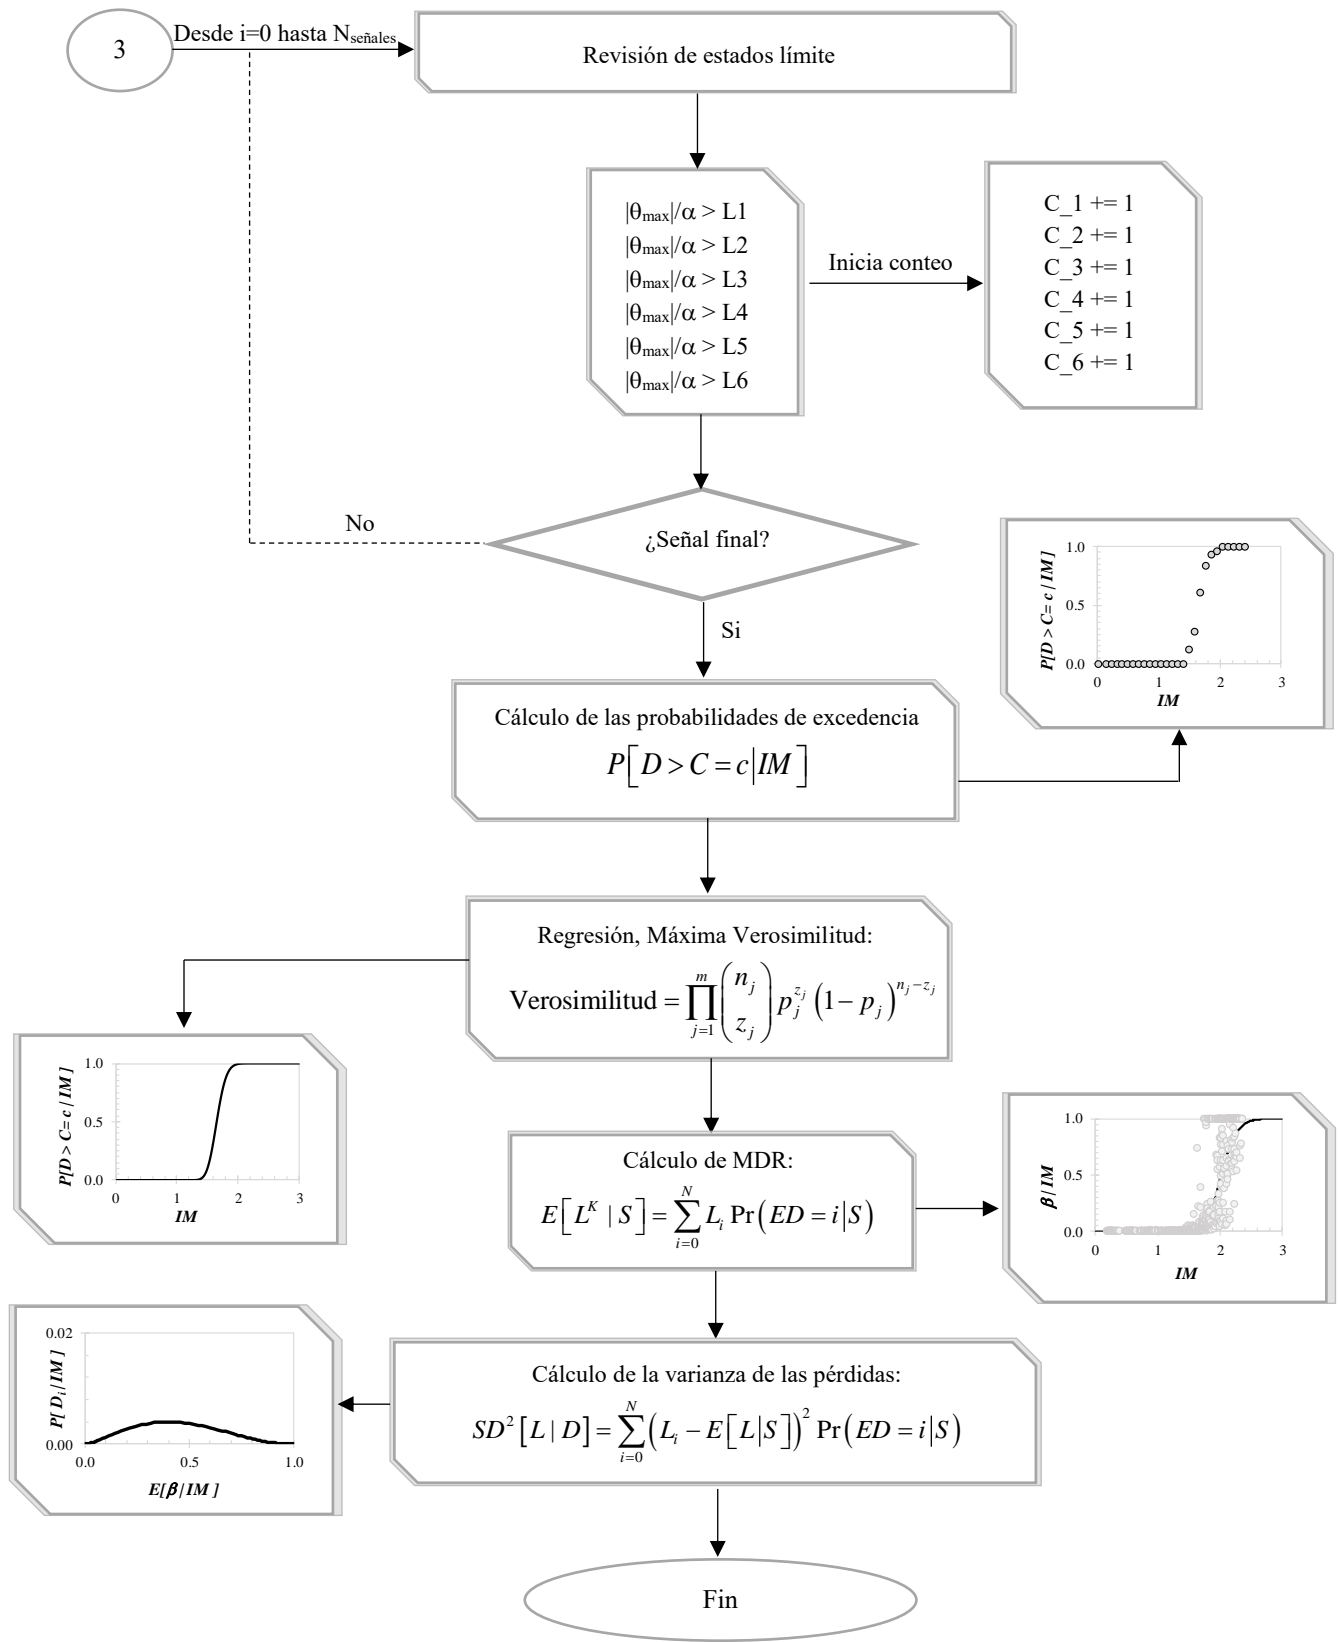 3
Desde i=0 hasta Nseñales
Revisión de estados límite
|θmax|/α > L1
|θmax|/α > L2
|θmax|/α > L3
|θmax|/α > L4
|θmax|/α > L5
|θmax|/α > L6
Inicia conteo
C_1 += 1
C_2 += 1
C_3 += 1
C_4 += 1
C_5 += 1
C_6 += 1
¿Señal final?
No
Si
P[D > C= c | IM]
1.0
0.5
0.0
0 1 2 3
IM
Cálculo de las probabilidades de excedencia
P[D > C = c|IM]
Regresión, Máxima Verosimilitud:
Verosimilitud = ∏_{j=1}^{m} (n_j z_j) p_j^{z_j} (1 − p_j)^{n_j − z_j}
P[D > C= c | IM]
1.0
0.5
0.0
0 1 2 3
IM
Cálculo de MDR:
E[L^K | S] = ∑_{i=0}^{N} L_i Pr(ED = i|S)
β | IM
1.0
0.5
0.0
0 1 2 3
IM
P[ D_i | IM ]
0.02
0.00
0.0 0.5 1.0
E[β | IM ]
Cálculo de la varianza de las pérdidas:
SD² [L | D] = ∑_{i=0}^{N} (L_i − E[L|S])² Pr(ED = i|S)
Fin